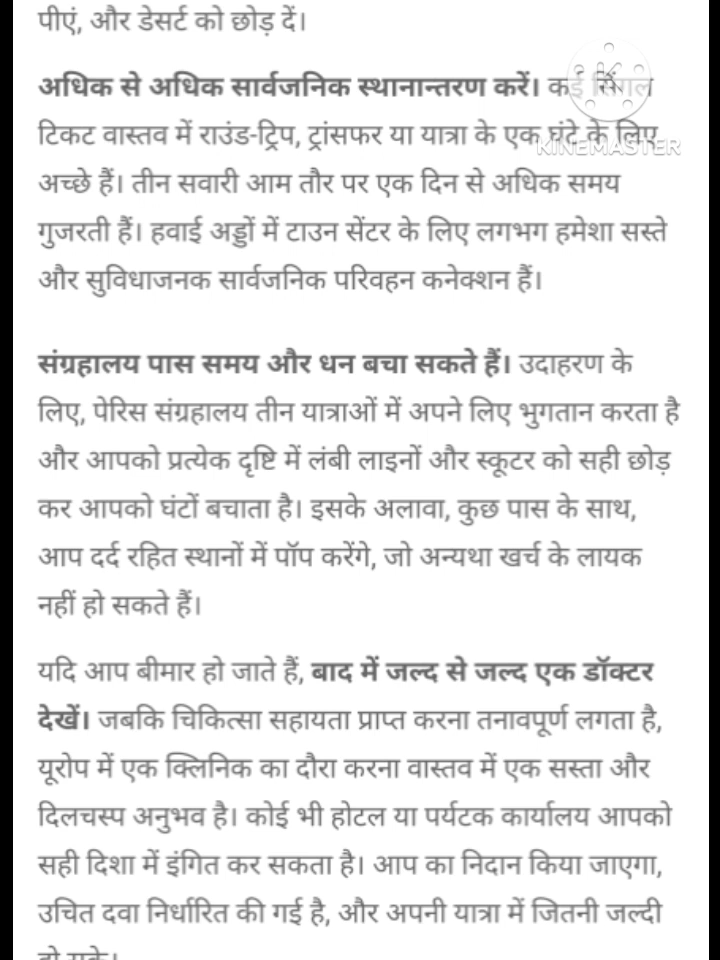 पीएं, और डेसर्ट को छोड़ दें।
अधिक से अधिक सार्वजनिक स्थानान्तरण करें। कई सिंगल
टिकट वास्तव में राउंड-ट्रिप, ट्रांसफर या यात्रा के एक घंटे के लिए
KINEMASTER
अच्छे हैं। तीन सवारी आम तौर पर एक दिन से अधिक समय
गुजरती हैं। हवाई अड्डों में टाउन सेंटर के लिए लगभग हमेशा सस्ते
और सुविधाजनक सार्वजनिक परिवहन कनेक्शन हैं।
संग्रहालय पास समय और धन बचा सकते हैं। उदाहरण के
लिए, पेरिस संग्रहालय तीन यात्राओं में अपने लिए भुगतान करता है
और आपको प्रत्येक दृष्टि में लंबी लाइनों और स्कूटर को सही छोड़
कर आपको घंटों बचाता है। इसके अलावा, कुछ पास के साथ,
आप दर्द रहित स्थानों में पॉप करेंगे, जो अन्यथा खर्च के लायक
नहीं हो सकते हैं।
यदि आप बीमार हो जाते हैं, बाद में जल्द से जल्द एक डॉक्टर
देखें। जबकि चिकित्सा सहायता प्राप्त करना तनावपूर्ण लगता है,
यूरोप में एक क्लिनिक का दौरा करना वास्तव में एक सस्ता और
दिलचस्प अनुभव है। कोई भी होटल या पर्यटक कार्यालय आपको
सही दिशा में इंगित कर सकता है। आप का निदान किया जाएगा,
उचित दवा निर्धारित की गई है, और अपनी यात्रा में जितनी जल्दी